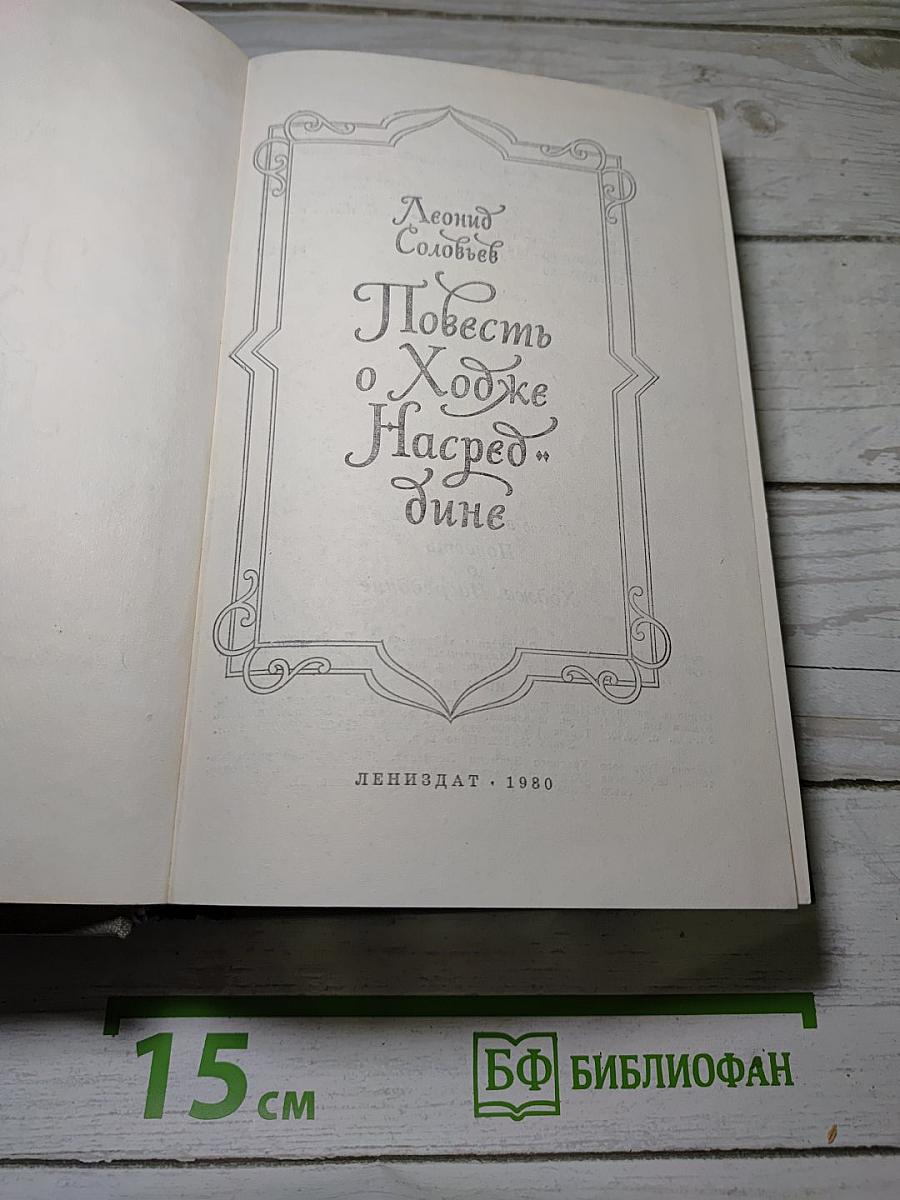 Леонид
Соловьев
Повесть
о Ходже
Насред-
дине
ЛЕНИЗДАТ • 1980
15 см
БФ БИБЛИОФАН